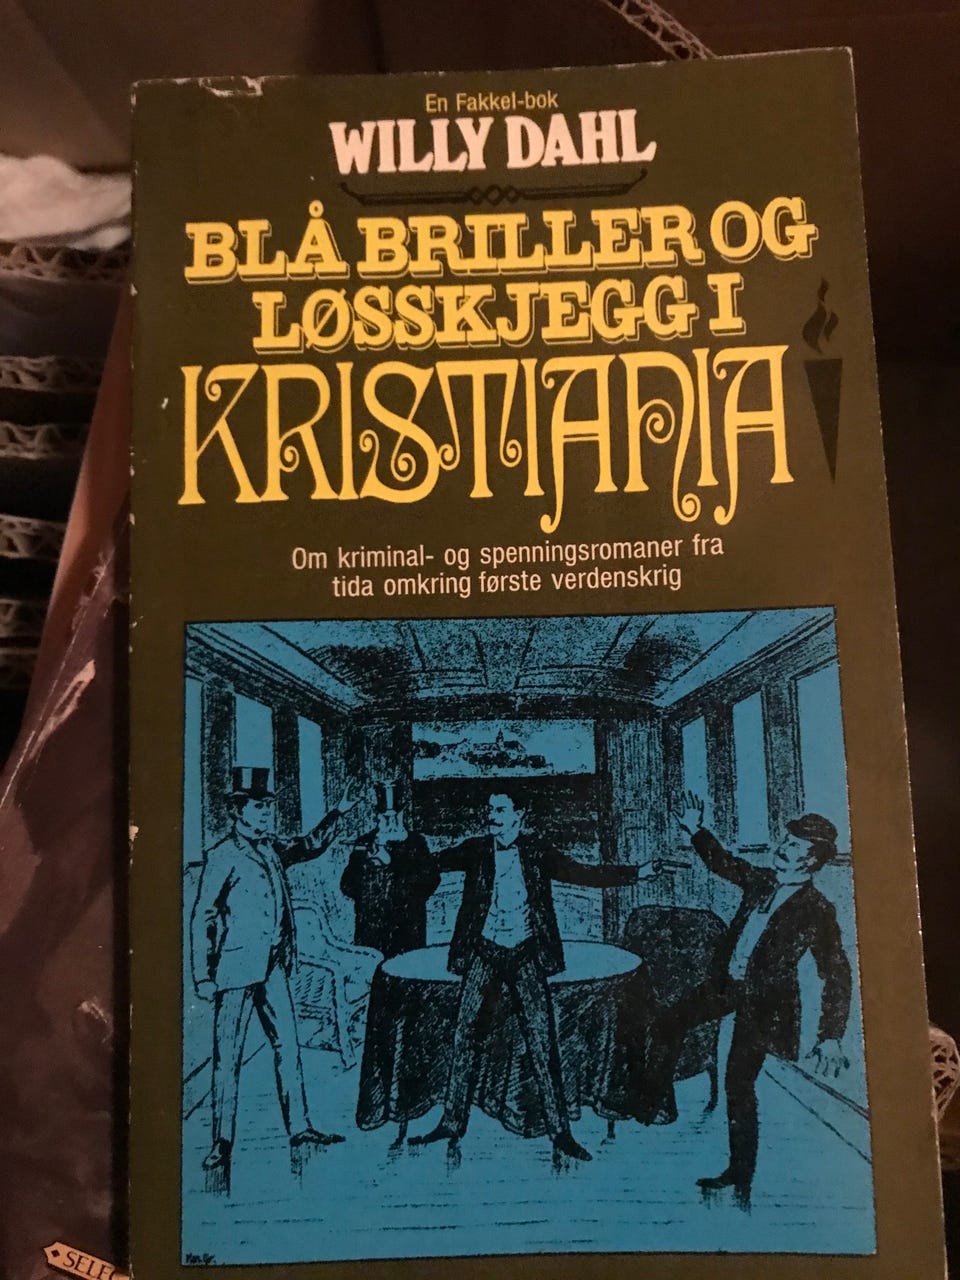 En Fakkel-bok
WILLY DAHL
BLÅ BRILLER OG
LØSSKJEGG I
KRISTIANIA
Om kriminal- og spenningsromaner fra
tida omkring første verdenskrig
SELEC